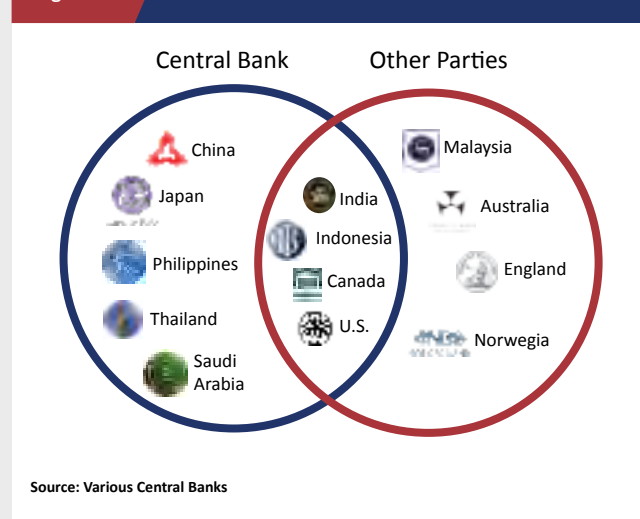 Central Bank
Other Parties
China
Japan
Philippines
Thailand
Saudi
Arabia
India
Indonesia
Canada
U.S.
Malaysia
Australia
England
Norwegia
Source: Various Central Banks